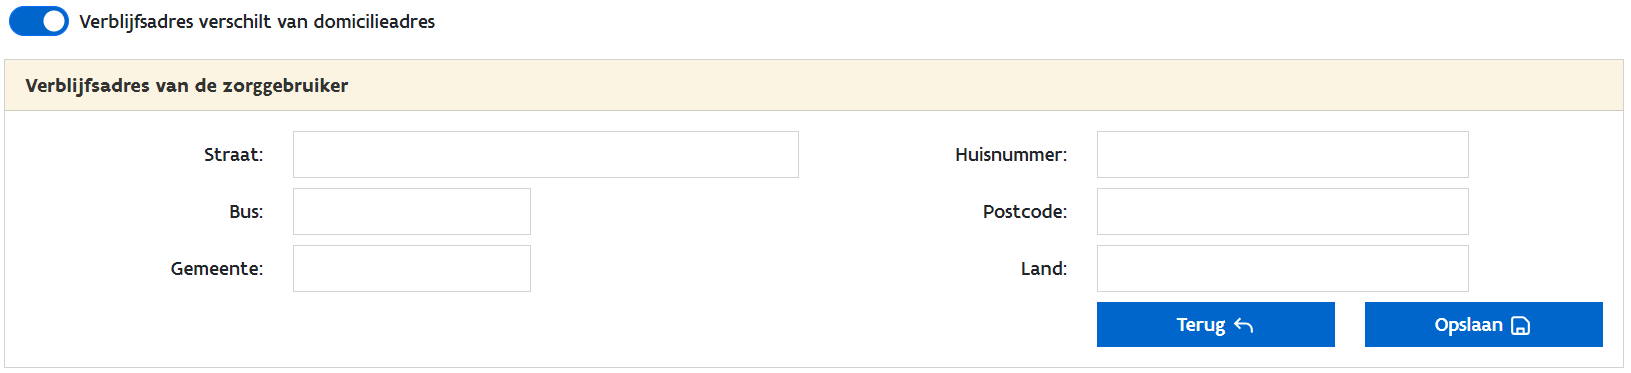 Verblijfsadres verschilt van domicilieadres
Verblijfsadres van de zorggebruiker
Straat:
Huisnummer:
Bus:
Postcode:
Gemeente:
Land:
Terug
Opslaan